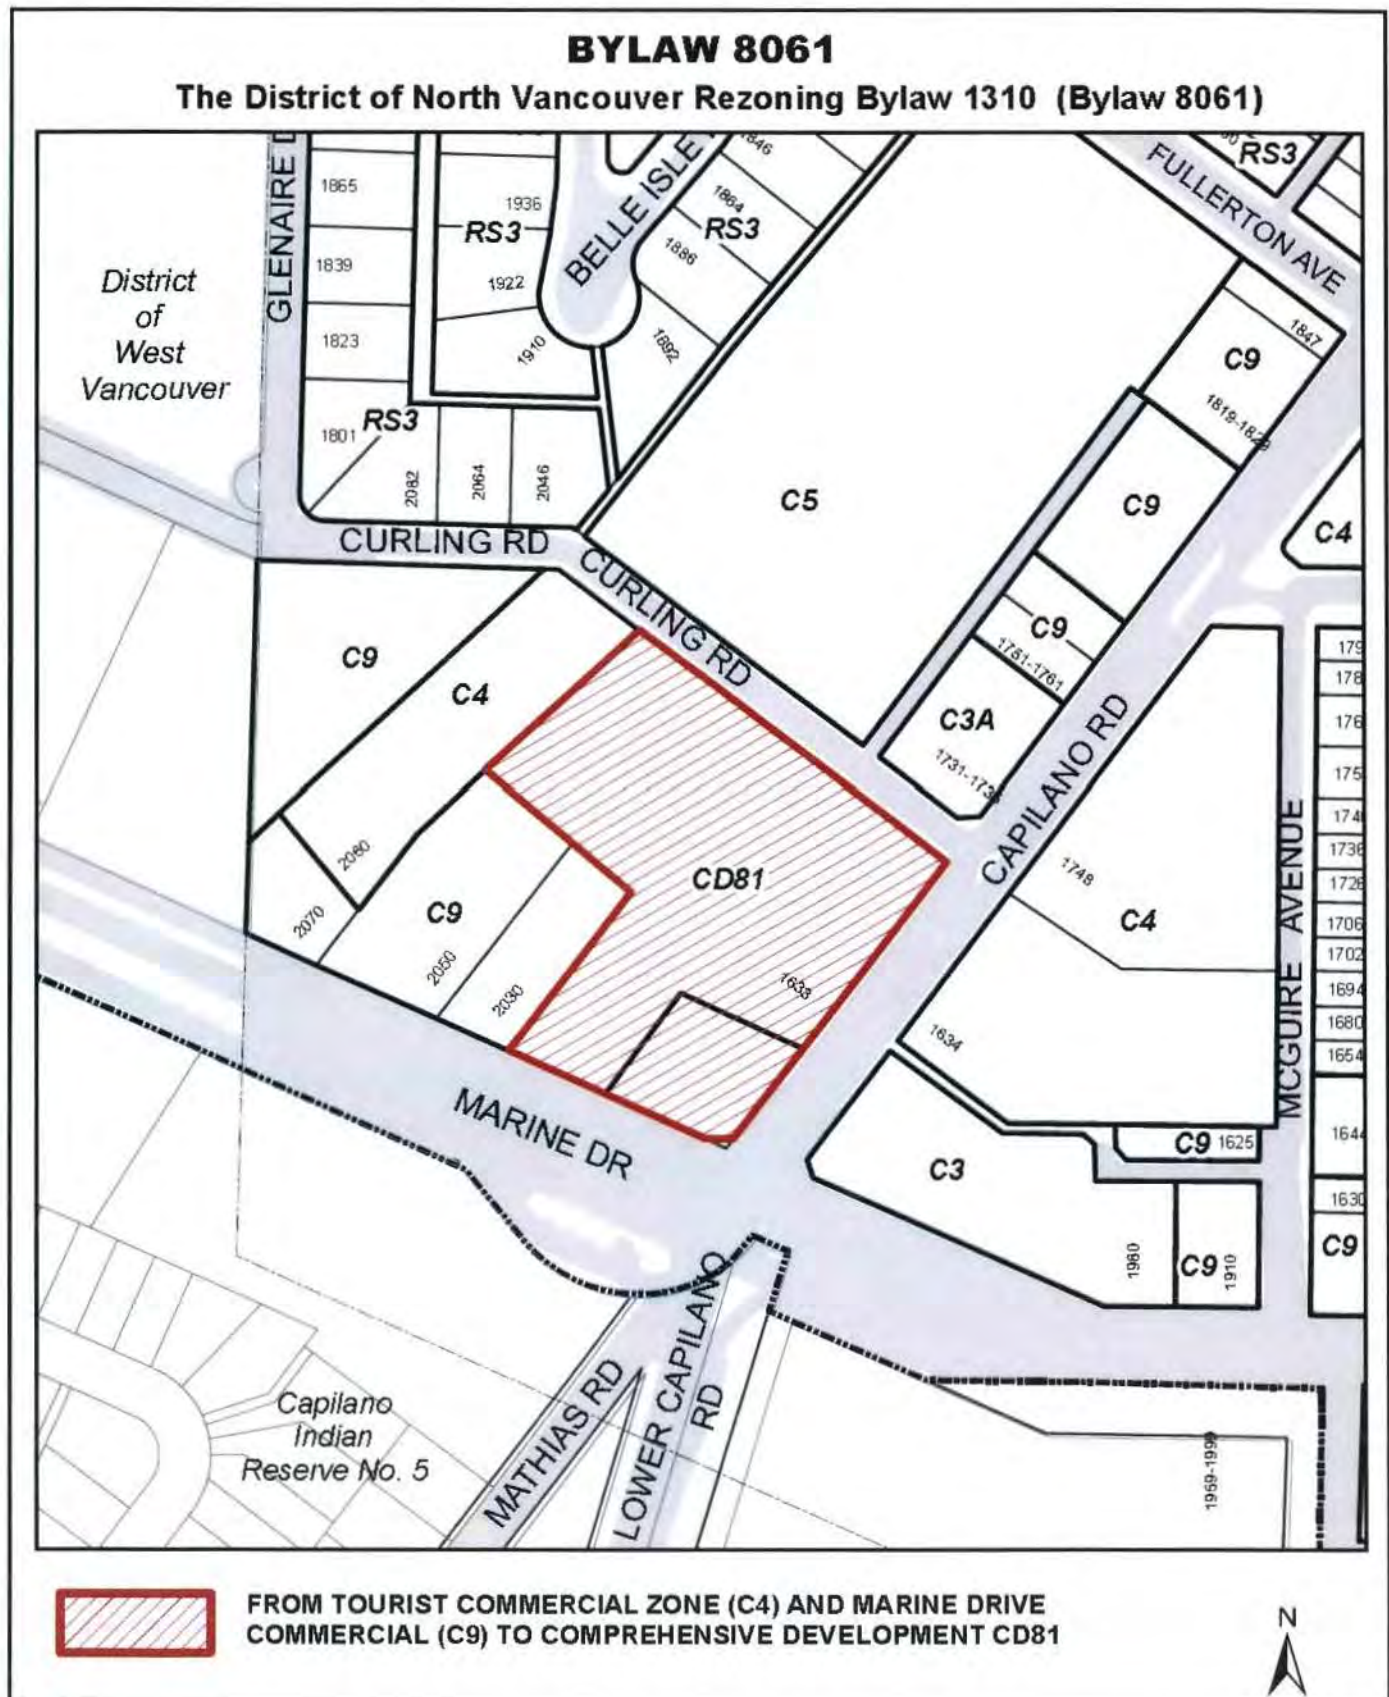 BYLAW 8061
The District of North Vancouver Rezoning Bylaw 1310 (Bylaw 8061)
GLENAIRE
1865
1839
1823
1801
RS3
1936
RS3
1922
1910
BELLE ISLE
1846
1864
RS3
1886
1892
RS3
FULLERTON AVE
District
of
West
Vancouver
2082
2064
2046
CURLING RD
CURLING RD
C5
1847
C9
C9
C4
C9
1751-1761
C3A
CAPILANO RD
C9
C4
2060
2070
C9
2050
2030
CD81
1633
1748
C4
1634
MCGUIRE AVENUE
1736
1728
1706
1702
1694
1680
1654
1644
1630
C9
MARINE DR
C3
C9 1625
1960
C9
1910
Capilano
Indian
Reserve No. 5
MATHIAS RD
LOWER CAPILANO
RD
1969-1999
FROM TOURIST COMMERCIAL ZONE (C4) AND MARINE DRIVE
COMMERCIAL (C9) TO COMPREHENSIVE DEVELOPMENT CD81
N